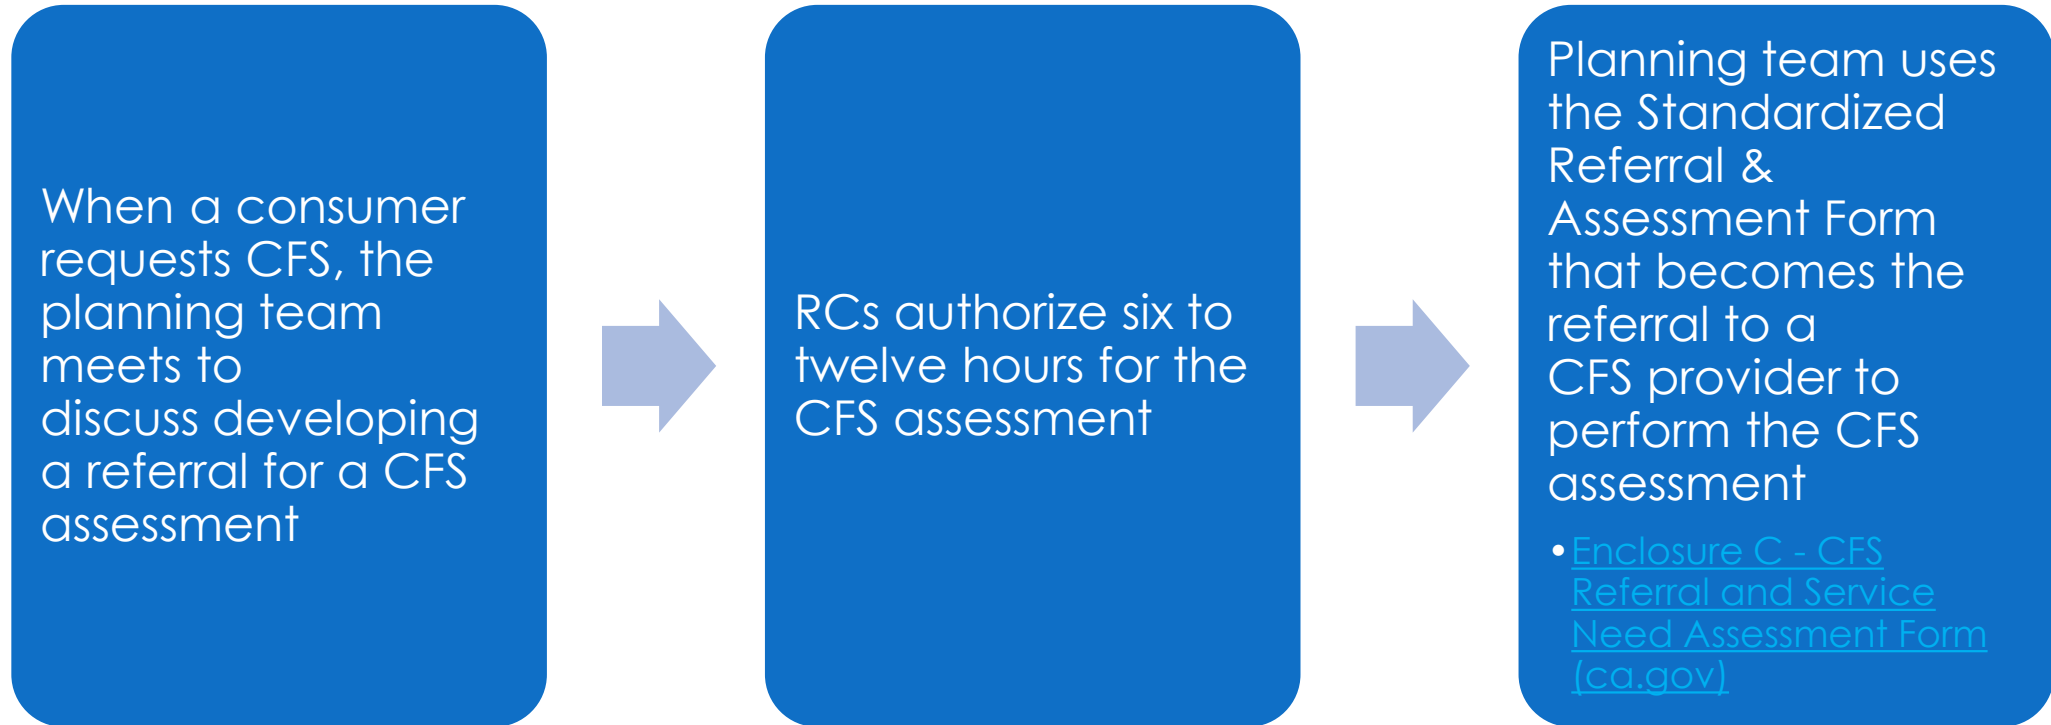 When a consumer
requests CFS, the
planning team
meets to
discuss developing
a referral for a CFS
assessment
RCs authorize six to
twelve hours for the
CFS assessment
Planning team uses
the Standardized
Referral &
Assessment Form
that becomes the
referral to a
CFS provider to
perform the CFS
assessment
•Enclosure C - CFS
Referral and Service
Need Assessment Form
(ca.gov)